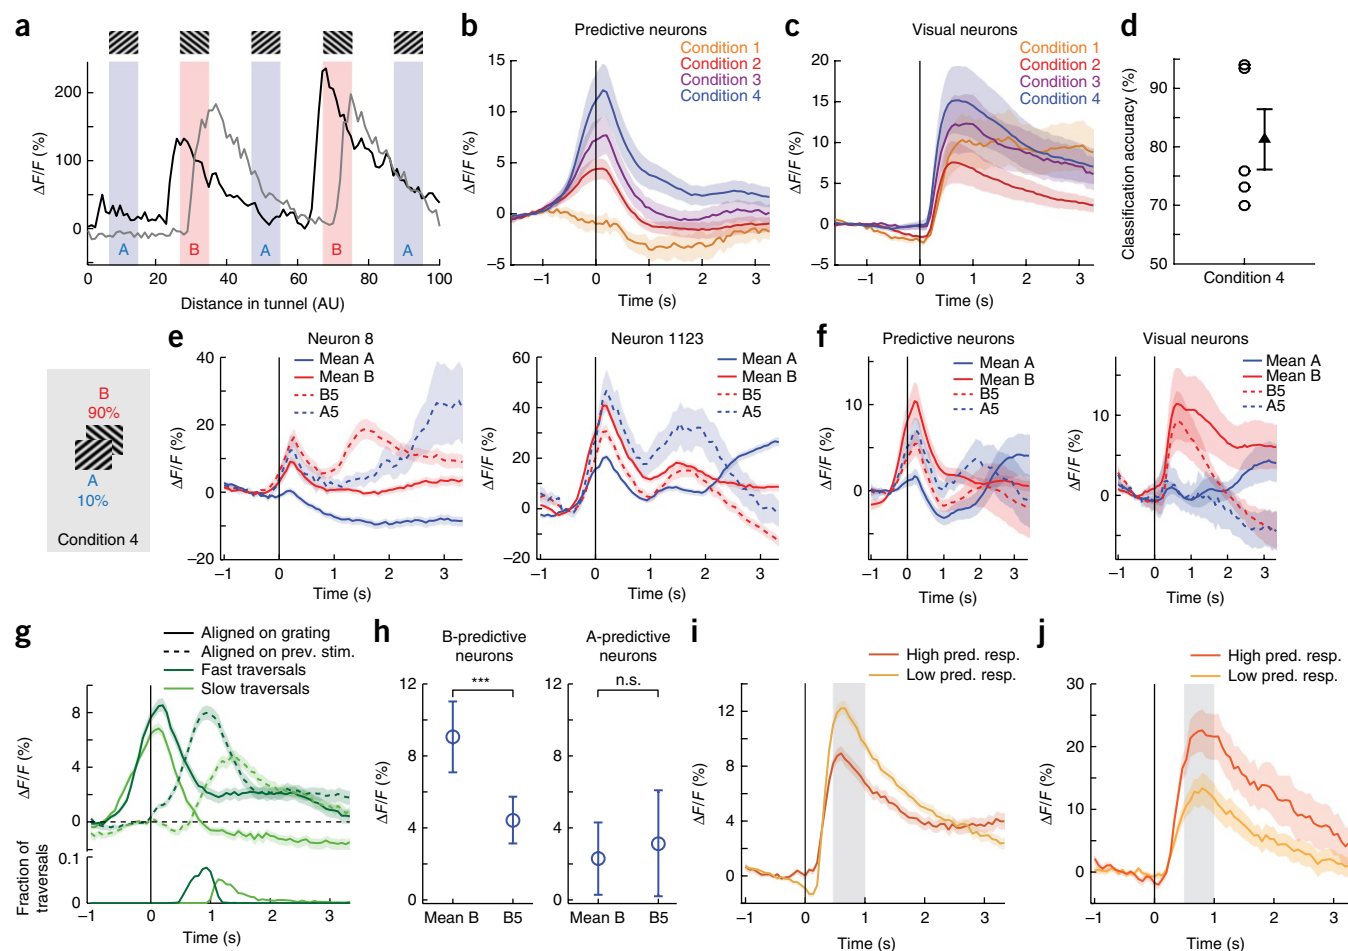 a
ΔF/F (%)
200
100
0
A
B
A
B
A
0
20
40
60
80
100
Distance in tunnel (AU)
b
Predictive neurons
Condition 1
Condition 2
Condition 3
Condition 4
ΔF/F (%)
15
10
5
0
–5
–1
0
1
2
3
Time (s)
c
Visual neurons
Condition 1
Condition 2
Condition 3
Condition 4
ΔF/F (%)
20
15
10
5
0
–5
–1
0
1
2
3
Time (s)
d
Classification accuracy (%)
90
80
70
50
Condition 4
B
90%
A
10%
Condition 4
e
Neuron 8
Mean A
Mean B
B5
A5
ΔF/F (%)
40
20
0
–20
–1
0
1
2
3
Time (s)
Neuron 1123
Mean A
Mean B
B5
A5
ΔF/F (%)
60
40
20
0
–20
–1
0
1
2
3
Time (s)
f
Predictive neurons
Mean A
Mean B
B5
A5
ΔF/F (%)
10
5
0
–1
0
1
2
3
Time (s)
Visual neurons
Mean A
Mean B
B5
A5
ΔF/F (%)
10
0
–1
0
1
2
3
Time (s)
g
Aligned on grating
Aligned on prev. stim.
Fast traversals
Slow traversals
ΔF/F (%)
8
4
0
Fraction of
traversals
0.1
0
–1
0
1
2
3
Time (s)
h
B-predictive
neurons
***
ΔF/F (%)
12
8
4
0
Mean B
B5
A-predictive
neurons
n.s.
12
8
4
0
Mean B
B5
i
High pred. resp.
Low pred. resp.
ΔF/F (%)
12
8
4
0
–1
0
1
2
3
Time (s)
j
High pred. resp.
Low pred. resp.
ΔF/F (%)
30
20
10
0
–1
0
1
2
3
Time (s)